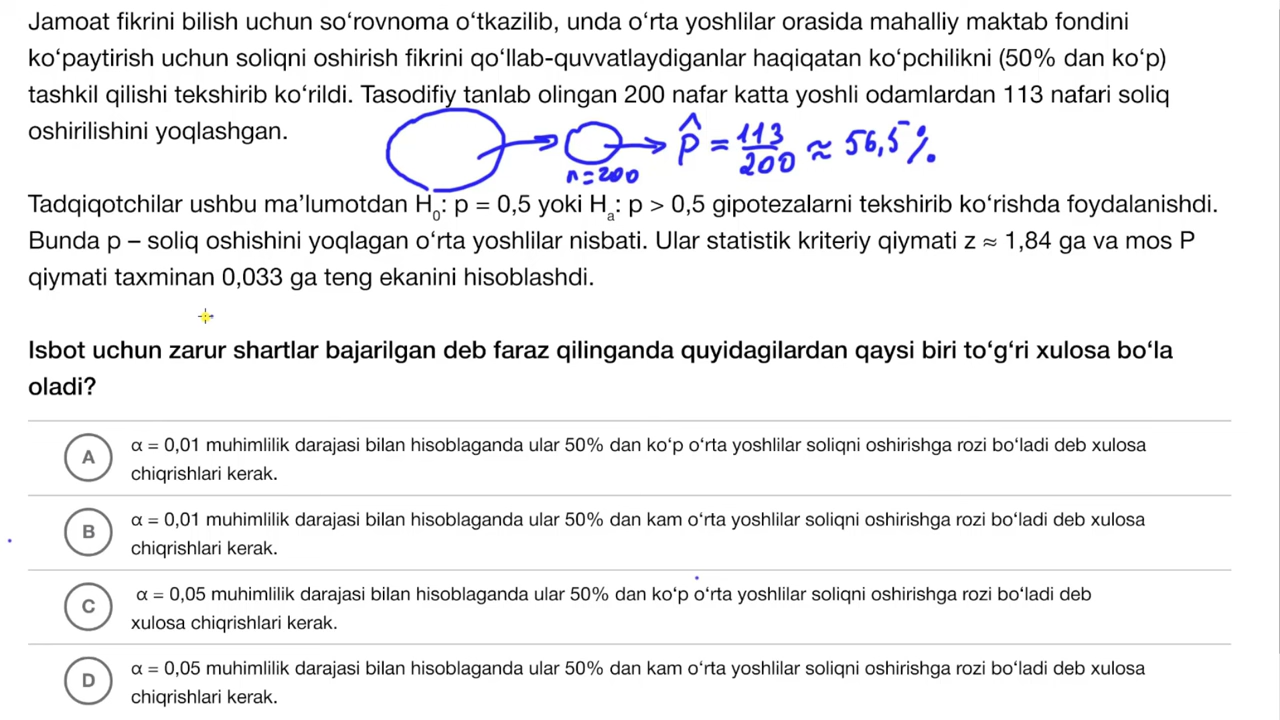 Jamoat fikrini bilish uchun so‘rovnoma o‘tkazilib, unda o‘rta yoshlilar orasida mahalliy maktab fondini
ko‘paytirish uchun soliqni oshirish fikrini qo‘llab-quvvatlaydiganlar haqiqatan ko‘pchilikni (50% dan ko‘p)
tashkil qilishi tekshirib ko‘rildi. Tasodifiy tanlab olingan 200 nafar katta yoshli odamlardan 113 nafari soliq
oshirilishini yoqlashgan.
p̂ = 113/200 ≈ 56,5%
n=200
Tadqiqotchilar ushbu ma’lumotdan H₀: p = 0,5 yoki Hₐ: p > 0,5 gipotezalarni tekshirib ko‘rishda foydalanishdi.
Bunda p – soliq oshishini yoqlagan o‘rta yoshlilar nisbati. Ular statistik kriteriy qiymati z ≈ 1,84 ga va mos P
qiymati taxminan 0,033 ga teng ekanini hisoblashdi.
Isbot uchun zarur shartlar bajarilgan deb faraz qilinganda quyidagilardan qaysi biri to‘g‘ri xulosa bo‘la
oladi?
A α = 0,01 muhimlilik darajasi bilan hisoblaganda ular 50% dan ko‘p o‘rta yoshlilar soliqni oshirishga rozi bo‘ladi deb xulosa
chiqrishlari kerak.
B α = 0,01 muhimlilik darajasi bilan hisoblaganda ular 50% dan kam o‘rta yoshlilar soliqni oshirishga rozi bo‘ladi deb xulosa
chiqrishlari kerak.
C α = 0,05 muhimlilik darajasi bilan hisoblaganda ular 50% dan ko‘p o‘rta yoshlilar soliqni oshirishga rozi bo‘ladi deb
xulosa chiqrishlari kerak.
D α = 0,05 muhimlilik darajasi bilan hisoblaganda ular 50% dan kam o‘rta yoshlilar soliqni oshirishga rozi bo‘ladi deb xulosa
chiqrishlari kerak.